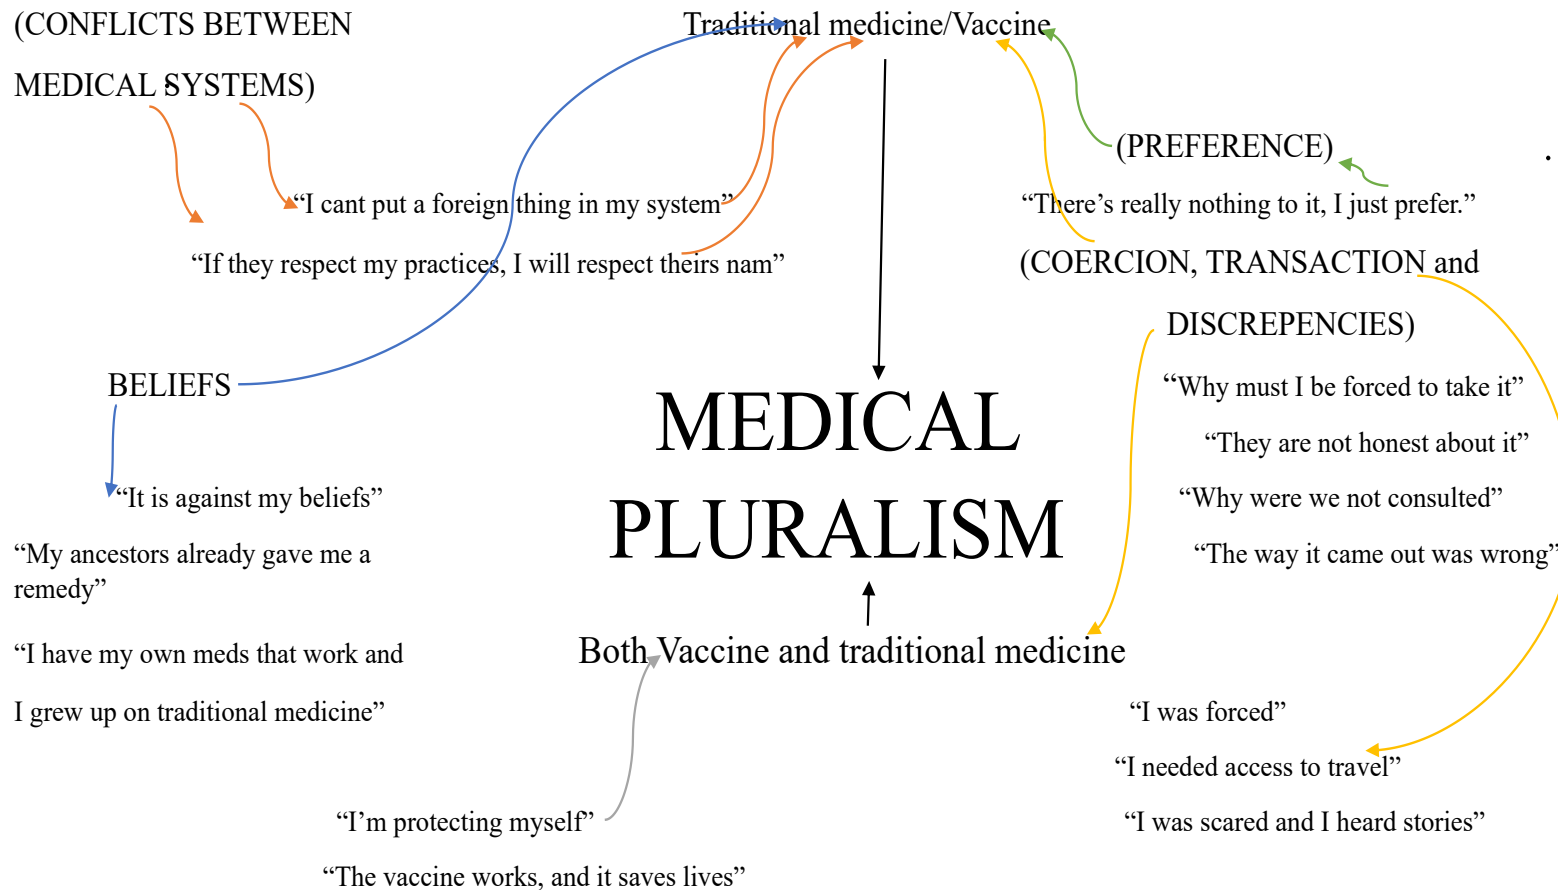 (CONFLICTS BETWEEN
MEDICAL SYSTEMS)
Traditional medicine/Vaccine
(PREFERENCE)
.
“There’s really nothing to it, I just prefer.”
“I cant put a foreign thing in my system”
“If they respect my practices, I will respect theirs nam”
(COERCION, TRANSACTION and
DISCREPENCIES)
“Why must I be forced to take it”
“They are not honest about it”
“Why were we not consulted”
“The way it came out was wrong”
BELIEFS
“It is against my beliefs”
“My ancestors already gave me a
remedy”
“I have my own meds that work and
I grew up on traditional medicine”
MEDICAL
PLURALISM
Both Vaccine and traditional medicine
“I was forced”
“I needed access to travel”
“I was scared and I heard stories”
“I’m protecting myself”
“The vaccine works, and it saves lives”